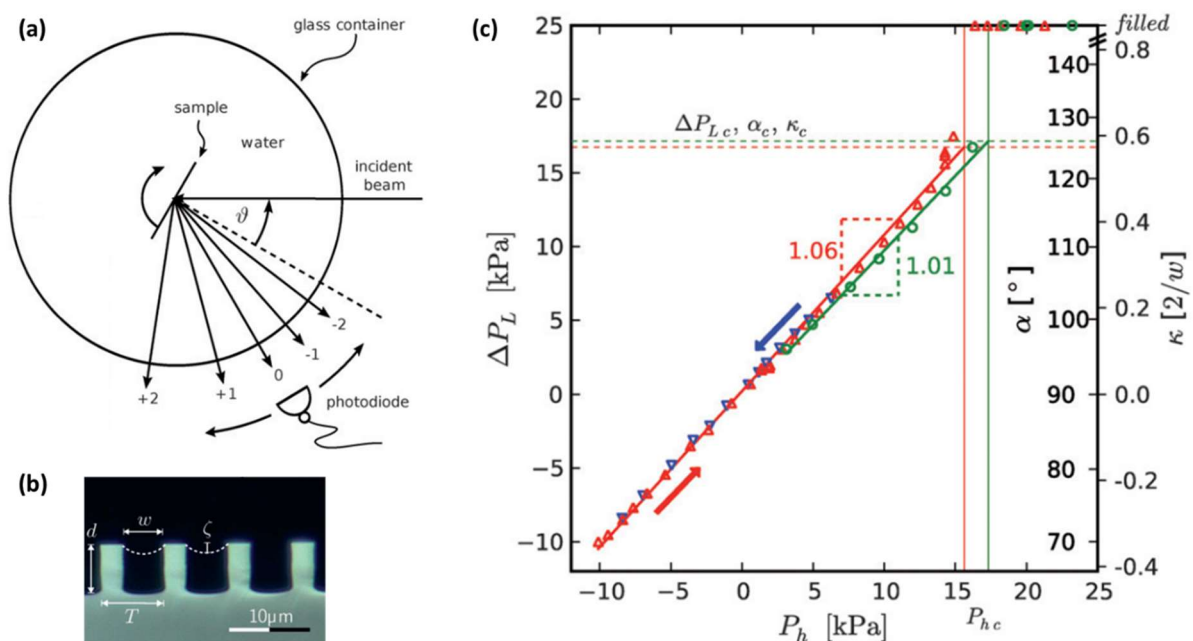 (a)
glass container
sample
water
incident
beam
ϑ
-2
-1
0
+1
+2
photodiode
(b)
d
w
ζ
T
10µm
(c)
ΔP_L [kPa]
25
20
15
10
5
0
−5
−10
ΔP_Lc, α_c, κ_c
1.06
1.01
−10 −5 0 5 10 15 20 25
P_h [kPa]
P_hc
α [°]
140
130
120
110
100
90
80
70
filled
κ [2/w]
0.8
0.6
0.4
0.2
0.0
-0.2
-0.4